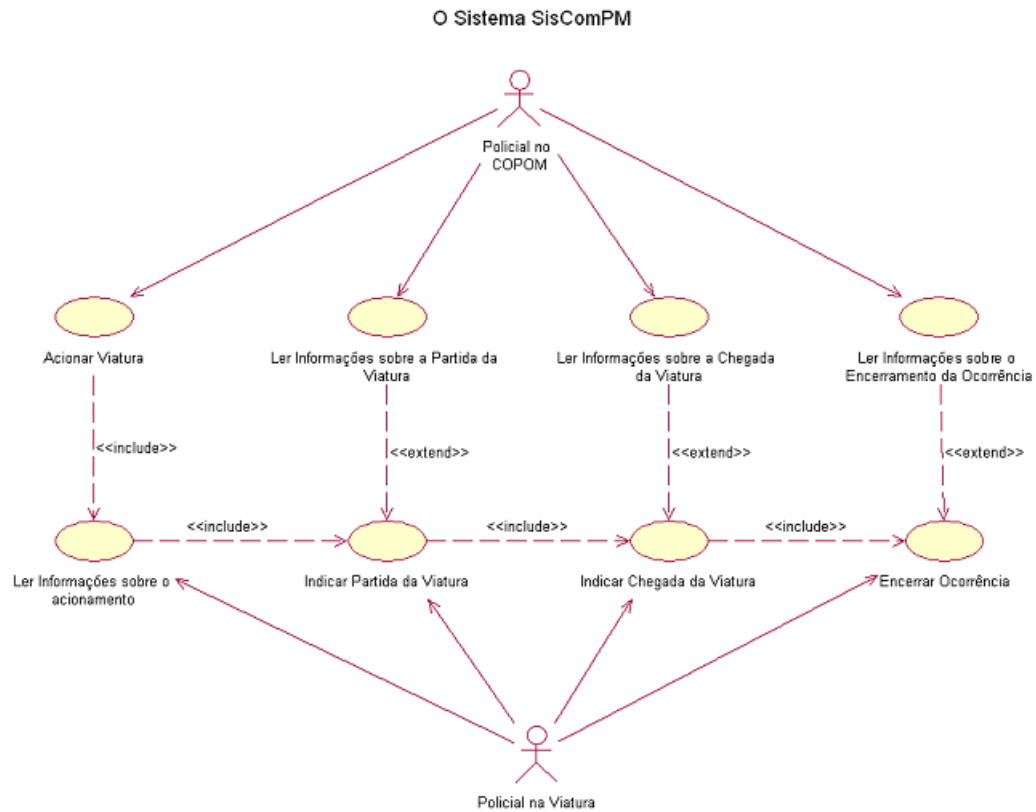 O Sistema SisComPM
Policial no
COPOM
Acionar Viatura
Ler Informações sobre a Partida da
Viatura
Ler Informações sobre a Chegada
da Viatura
Ler Informações sobre o
Encerramento da Ocorrência
<<include>>
<<extend>>
<<extend>>
<<extend>>
<<include>>
<<include>>
<<include>>
Ler Informações sobre o
acionamento
Indicar Partida da Viatura
Indicar Chegada da Viatura
Encerrar Ocorrência
Policial na Viatura